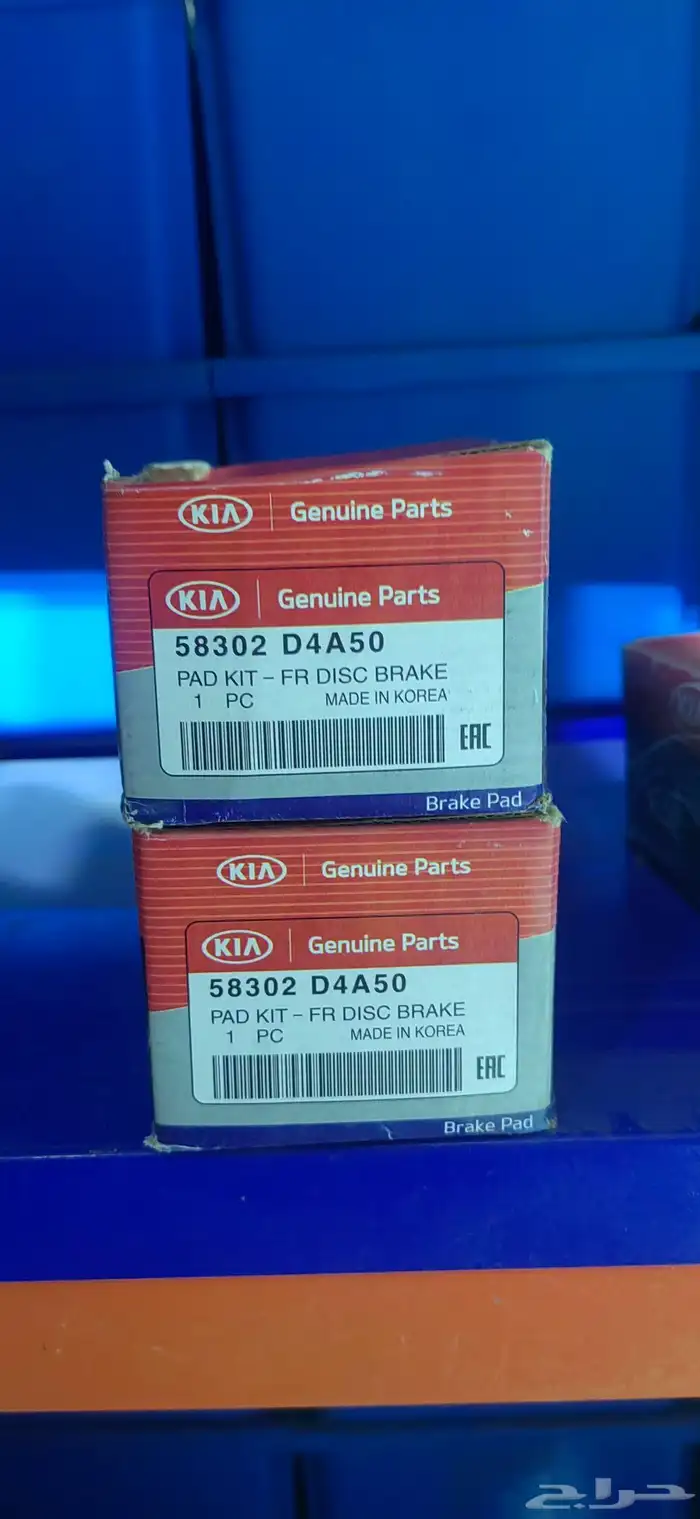 KIA Genuine Parts
KIA Genuine Parts
58302 D4A50
PAD KIT - FR DISC BRAKE
1 PC MADE IN KOREA
EAC
Brake Pad
KIA Genuine Parts
KIA Genuine Parts
58302 D4A50
PAD KIT - FR DISC BRAKE
1 PC MADE IN KOREA
EAC
Brake Pad
حراج